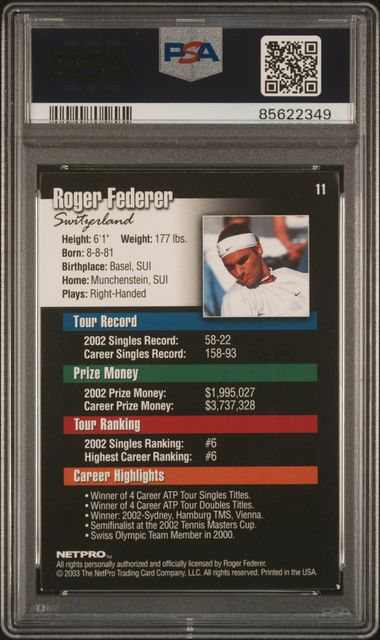 PSA
85622349
11
Roger Federer
Switzerland
Height: 6'1" Weight: 177 lbs.
Born: 8-8-81
Birthplace: Basel, SUI
Home: Munchenstein, SUI
Plays: Right-Handed
Tour Record
2002 Singles Record: 58-22
Career Singles Record: 158-93
Prize Money
2002 Prize Money: $1,995,027
Career Prize Money: $3,737,328
Tour Ranking
2002 Singles Ranking: #6
Highest Career Ranking: #6
Career Highlights
• Winner of 4 Career ATP Tour Singles Titles.
• Winner of 4 Career ATP Tour Doubles Titles.
• Winner: 2002-Sydney, Hamburg TMS, Vienna.
• Semifinalist at the 2002 Tennis Masters Cup.
• Swiss Olympic Team Member in 2000.
NETPRO™
All rights personally authorized and officially licensed by Roger Federer.
© 2003 The NetPro Trading Card Company, LLC. All rights reserved. Printed in the USA.